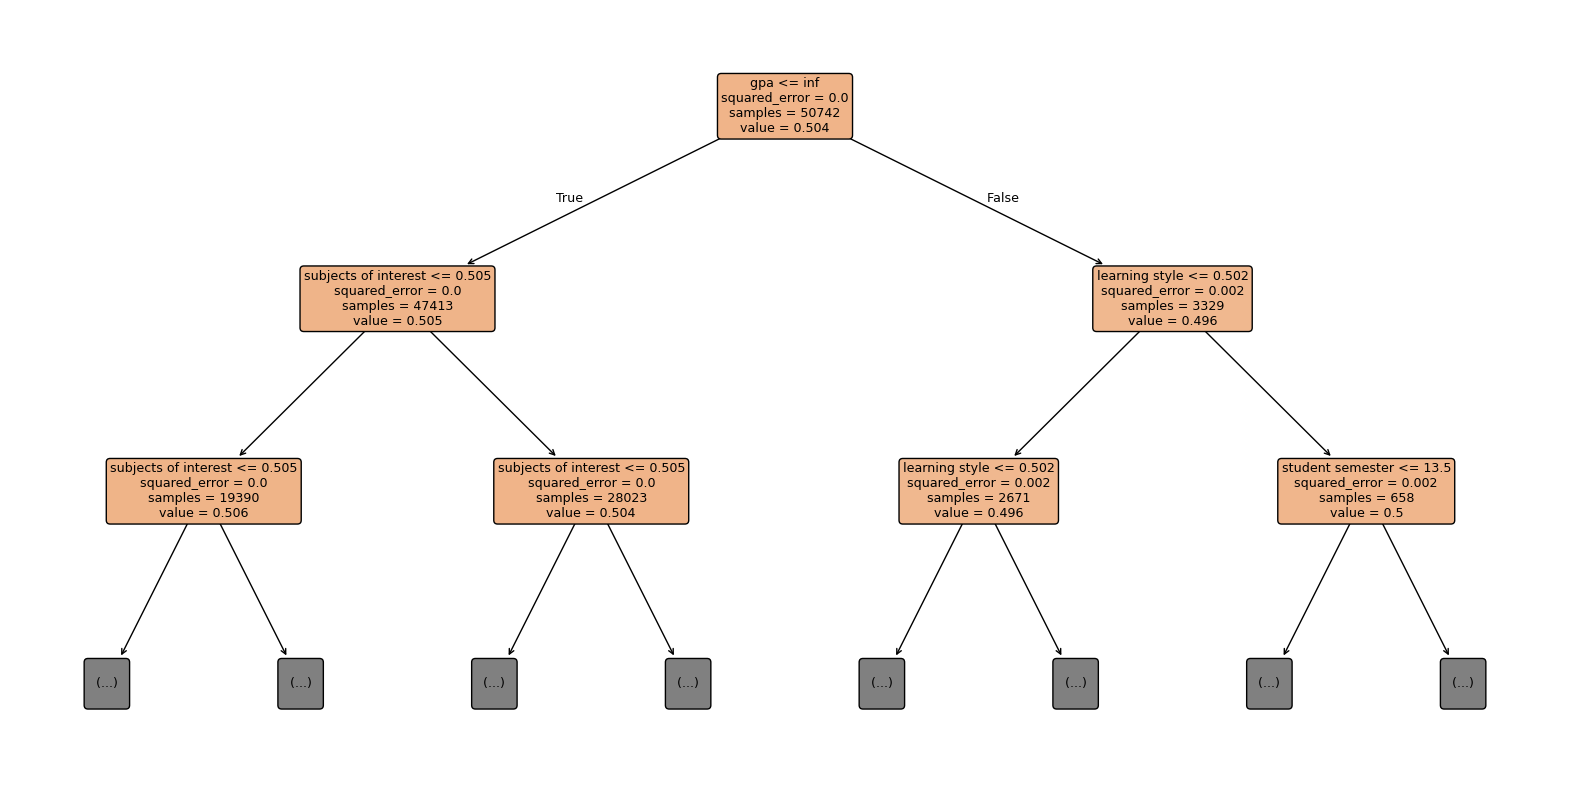 gpa <= inf
squared_error = 0.0
samples = 50742
value = 0.504
True
False
subjects of interest <= 0.505
squared_error = 0.0
samples = 47413
value = 0.505
learning style <= 0.502
squared_error = 0.002
samples = 3329
value = 0.496
subjects of interest <= 0.505
squared_error = 0.0
samples = 19390
value = 0.506
subjects of interest <= 0.505
squared_error = 0.0
samples = 28023
value = 0.504
learning style <= 0.502
squared_error = 0.002
samples = 2671
value = 0.496
student semester <= 13.5
squared_error = 0.002
samples = 658
value = 0.5
(...)
(...)
(...)
(...)
(...)
(...)
(...)
(...)